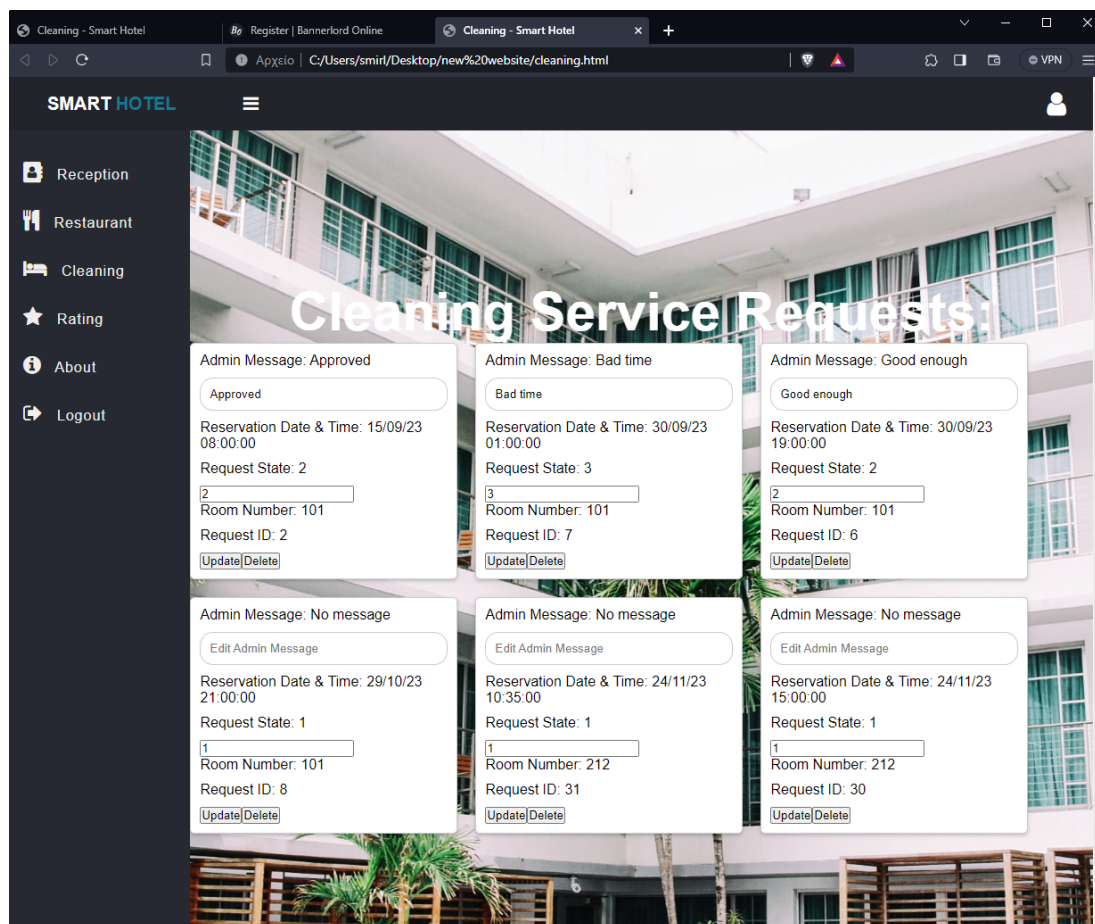 Cleaning - Smart Hotel
Bo Register | Bannerlord Online
Cleaning - Smart Hotel
Αρχείο | C:/Users/smirl/Desktop/new%20website/cleaning.html
VPN
SMART HOTEL
Reception
Restaurant
Cleaning
Rating
About
Logout
Cleaning Service Requests:
Admin Message: Approved
Approved
Reservation Date & Time: 15/09/23
08:00:00
Request State: 2
2
Room Number: 101
Request ID: 2
Update Delete
Admin Message: Bad time
Bad time
Reservation Date & Time: 30/09/23
01:00:00
Request State: 3
3
Room Number: 101
Request ID: 7
Update Delete
Admin Message: Good enough
Good enough
Reservation Date & Time: 30/09/23
19:00:00
Request State: 2
2
Room Number: 101
Request ID: 6
Update Delete
Admin Message: No message
Edit Admin Message
Reservation Date & Time: 29/10/23
21:00:00
Request State: 1
1
Room Number: 101
Request ID: 8
Update Delete
Admin Message: No message
Edit Admin Message
Reservation Date & Time: 24/11/23
10:35:00
Request State: 1
1
Room Number: 212
Request ID: 31
Update Delete
Admin Message: No message
Edit Admin Message
Reservation Date & Time: 24/11/23
15:00:00
Request State: 1
1
Room Number: 212
Request ID: 30
Update Delete